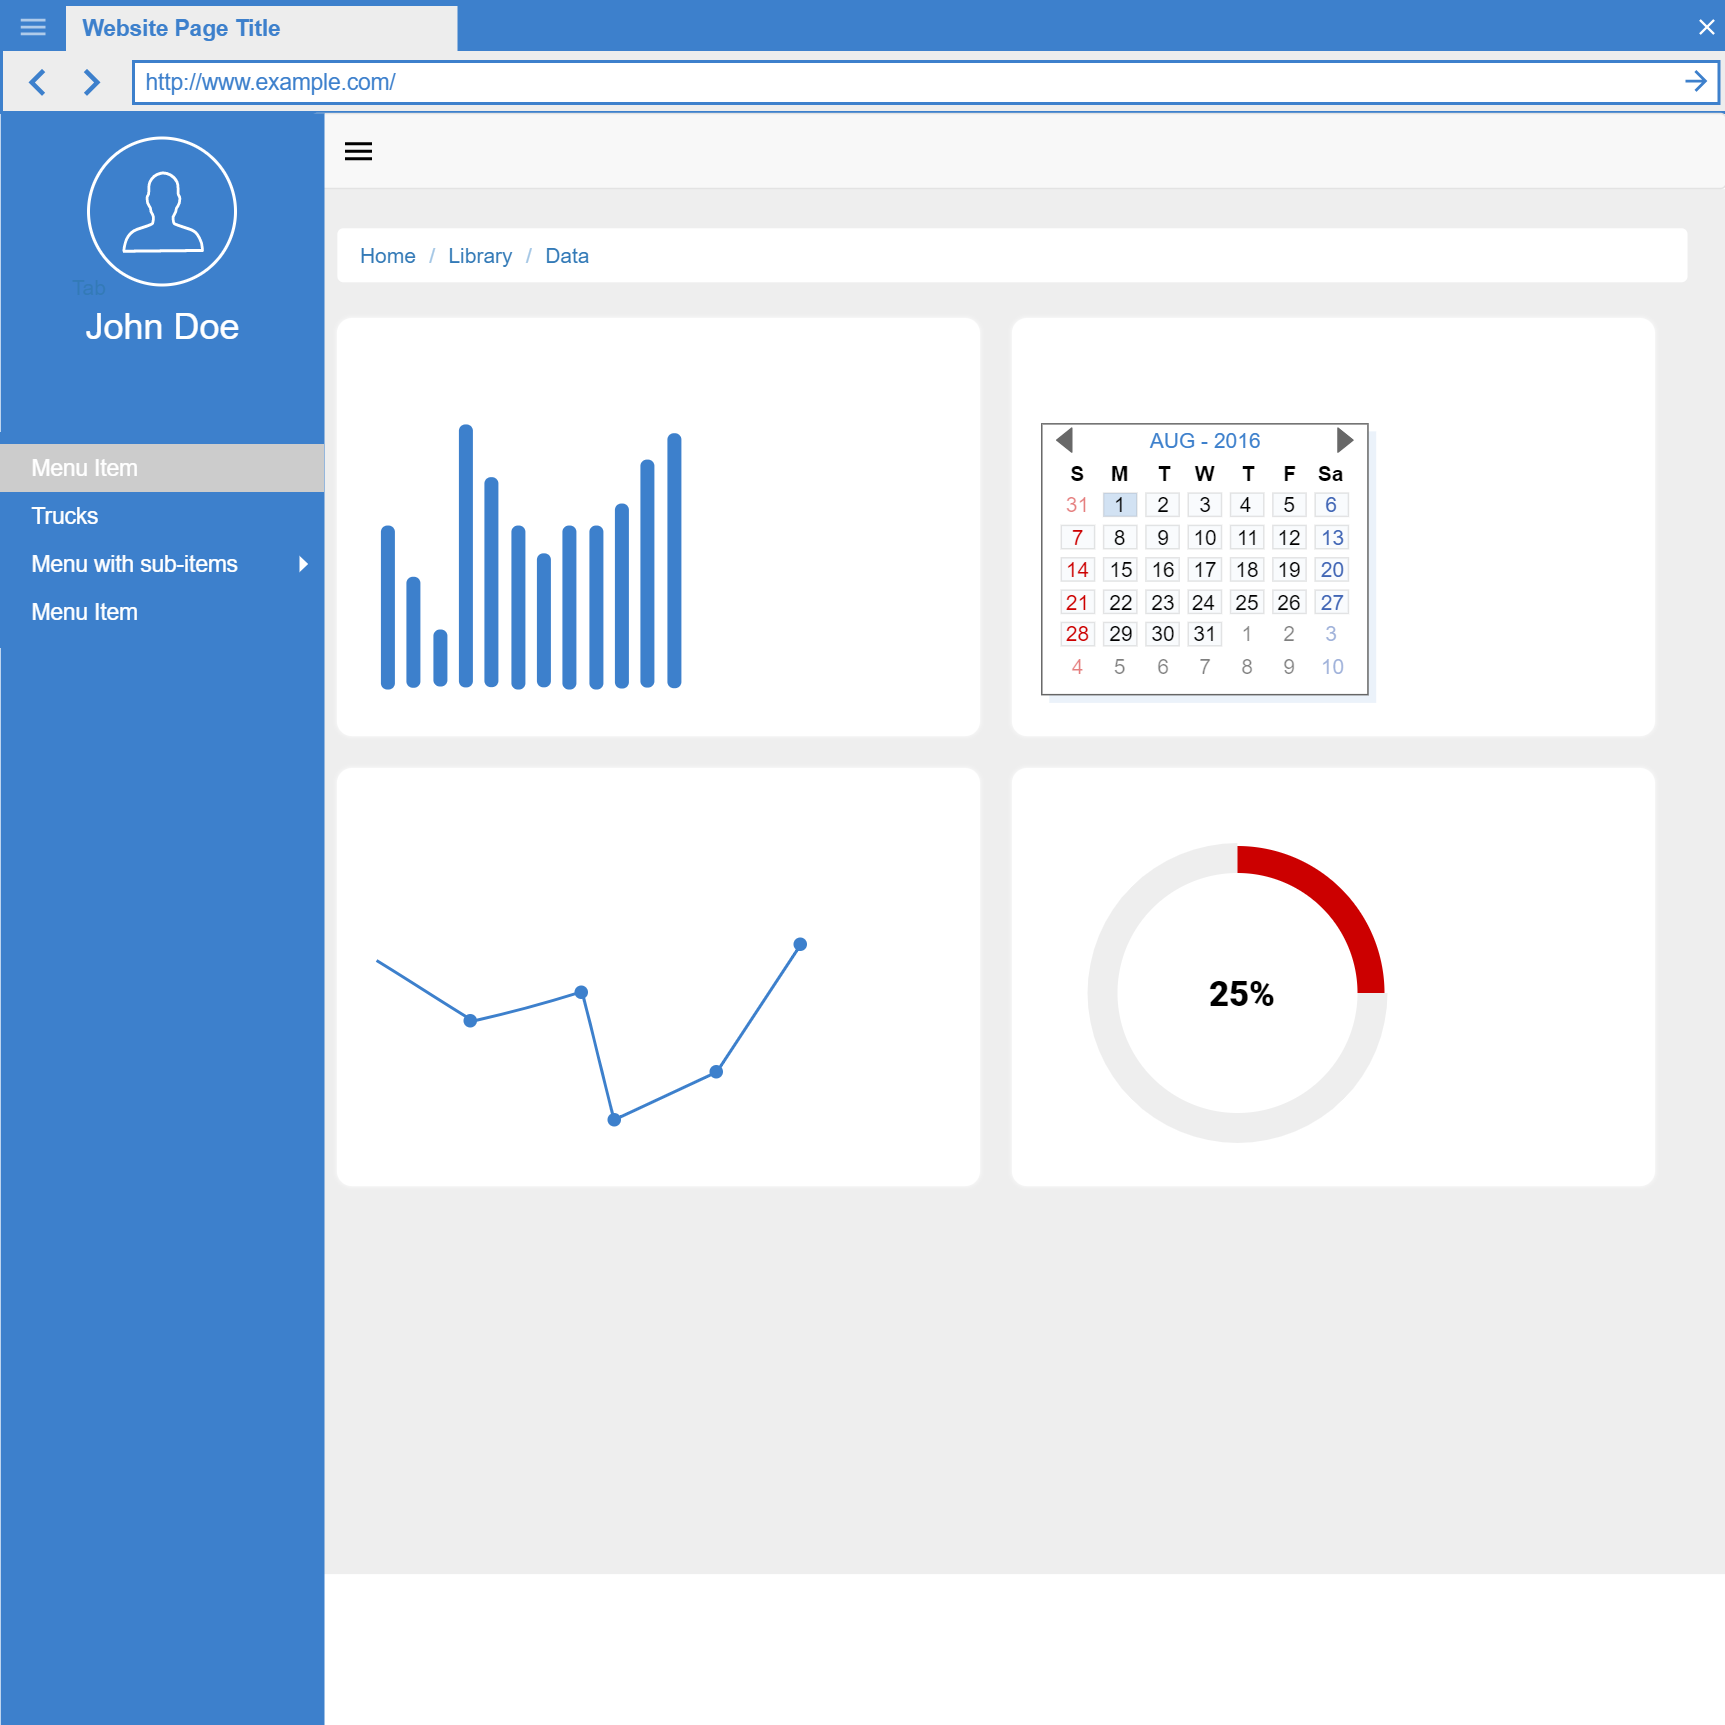 Website Page Title
http://www.example.com/
Home / Library / Data
Tab
John Doe
Menu Item
Trucks
Menu with sub-items
Menu Item
AUG - 2016
S M T W T F Sa
31 1 2 3 4 5 6
7 8 9 10 11 12 13
14 15 16 17 18 19 20
21 22 23 24 25 26 27
28 29 30 31 1 2 3
4 5 6 7 8 9 10
25%